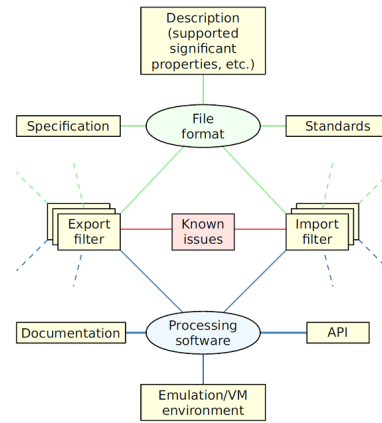 Description
(supported
significant
properties, etc.)
File
format
Specification
Standards
Export
filter
Known
issues
Import
filter
Processing
software
Documentation
API
Emulation/VM
environment